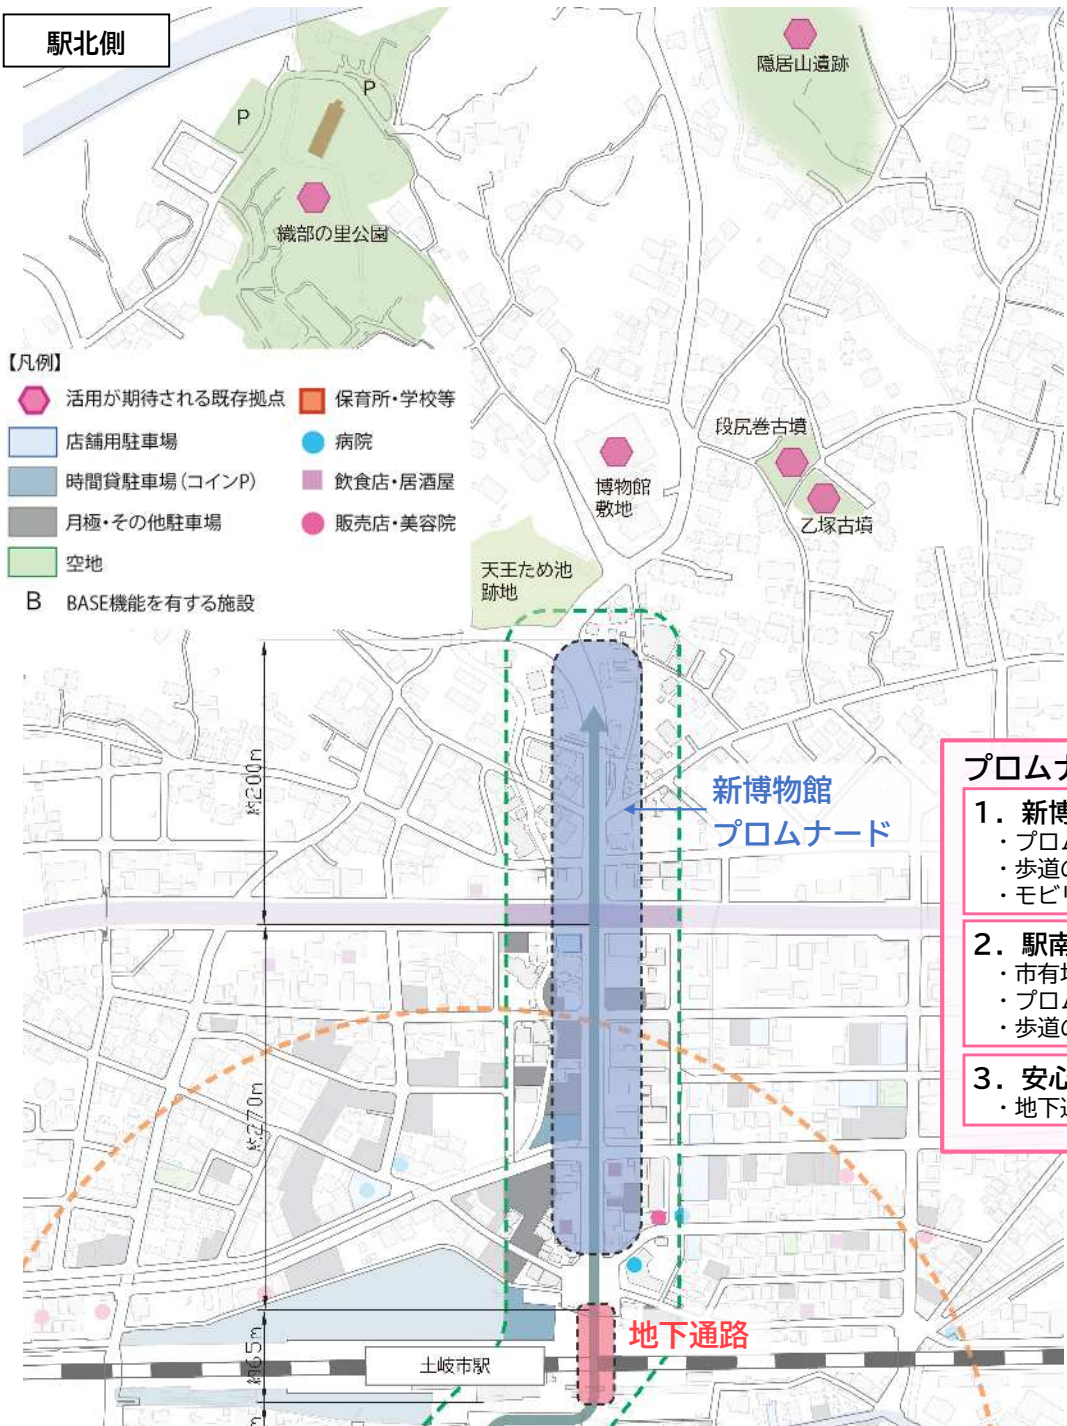 駅北側
隠居山遺跡
P
P
織部の里公園
【凡例】
活用が期待される既存拠点
保育所・学校等
店舗用駐車場
病院
時間貸駐車場(コインP)
飲食店・居酒屋
月極・その他駐車場
販売店・美容院
空地
B BASE機能を有する施設
段尻巻古墳
博物館
敷地
乙塚古墳
天王ため池
跡地
約200m
新博物館
プロムナード
プロムナ
1. 新博
・プロム
・歩道の
・モビリ
2. 駅南
・市有地
・プロム
・歩道の
3. 安心
・地下通
約270m
地下通路
約65m
土岐市駅
m